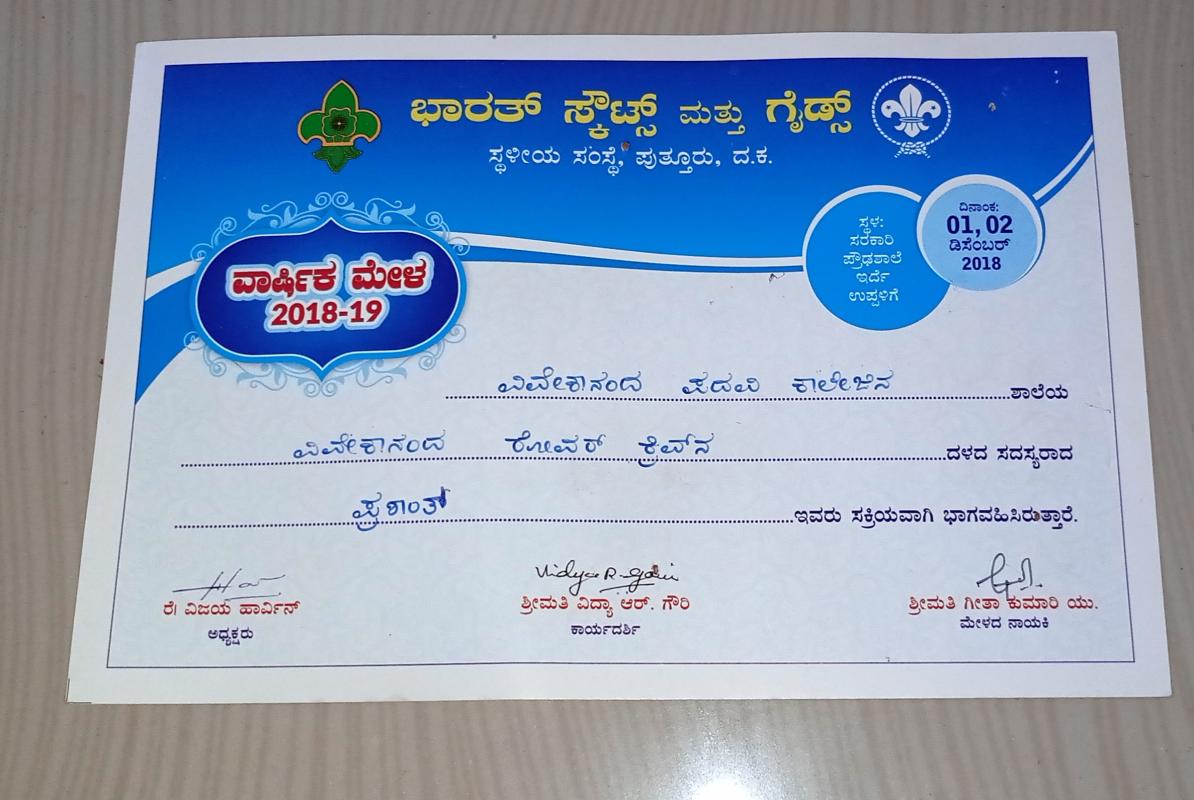 ಭಾರತ್ ಸ್ಕೌಟ್ಸ್ ಮತ್ತು ಗೈಡ್ಸ್
ಸ್ಥಳೀಯ ಸಂಸ್ಥೆ, ಪುತ್ತೂರು, ದ.ಕ.
ವಾರ್ಷಿಕ ಮೇಳ
2018-19
ಸ್ಥಳ:
ಸರಕಾರಿ
ಪ್ರೌಢಶಾಲೆ
ಇರ್ದೆ
ಉಪ್ಪಳಿಗೆ
ದಿನಾಂಕ:
01, 02
ಡಿಸೆಂಬರ್
2018
ವಿವೇಕಾನಂದ ಪದವಿ ಕಾಲೇಜಿನ ಶಾಲೆಯ
ವಿವೇಕಾನಂದ ರೋವರ್ ಕ್ರಿವ್‌ನ ದಳದ ಸದಸ್ಯರಾದ
ಪ್ರಶಾಂತ್ ಇವರು ಸಕ್ರಿಯವಾಗಿ ಭಾಗವಹಿಸಿರುತ್ತಾರೆ.
Vidya R Gowri
ರೆ| ವಿಜಯ ಹಾರ್ವಿನ್ ಶ್ರೀಮತಿ ವಿದ್ಯಾ ಆರ್. ಗೌರಿ ಶ್ರೀಮತಿ ಗೀತಾ ಕುಮಾರಿ ಯು.
ಅಧ್ಯಕ್ಷರು ಕಾರ್ಯದರ್ಶಿ ಮೇಳದ ನಾಯಕಿ